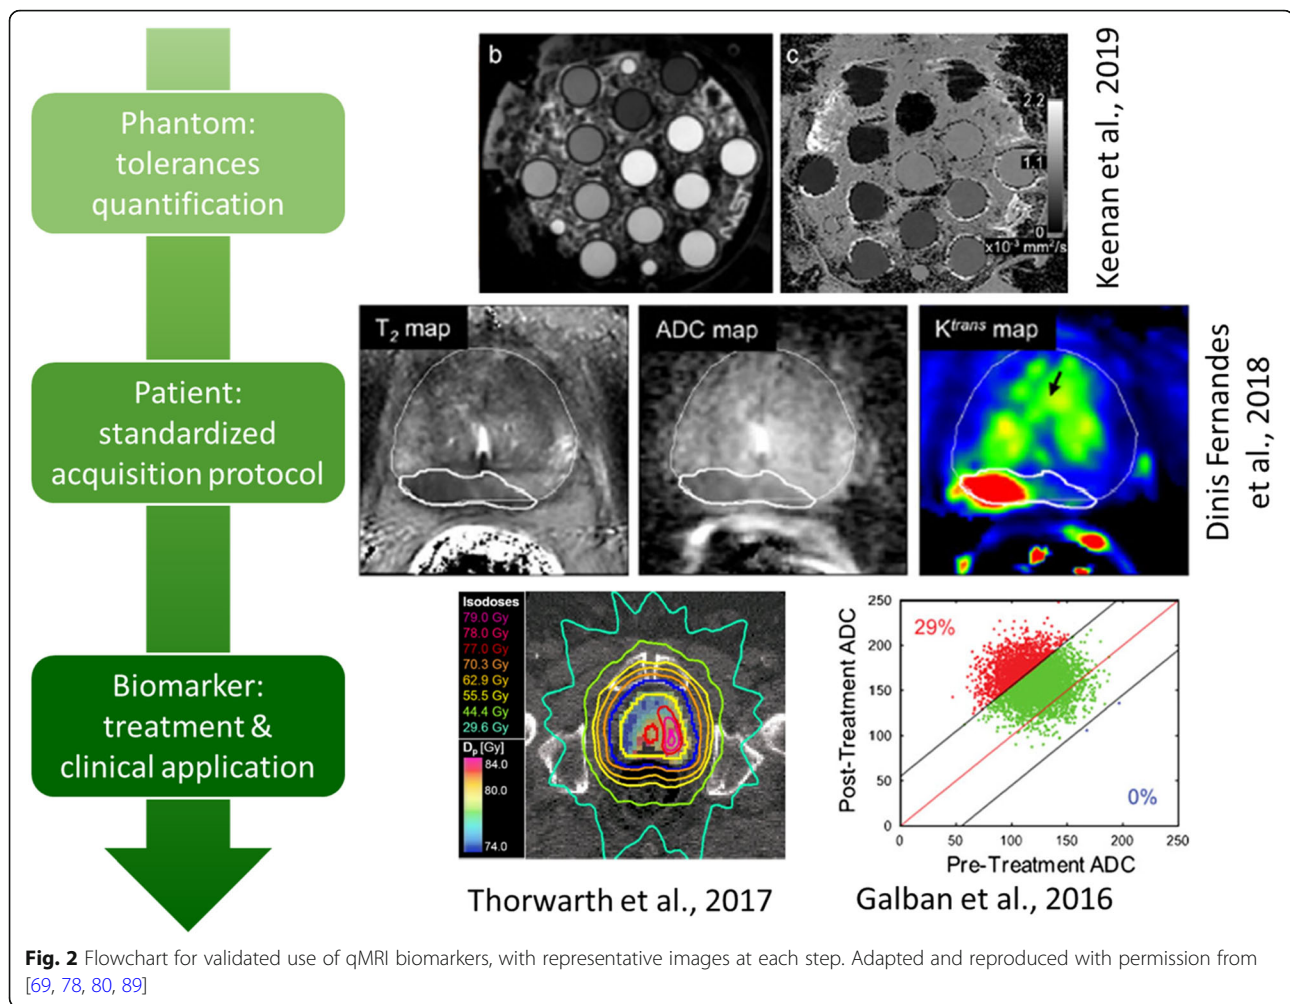 Phantom:
tolerances
quantification
b
c
2.2
1.1
0
x10⁻³ mm²/s
Keenan et al., 2019
Patient:
standardized
acquisition protocol
T₂ map
ADC map
Kᵗʳᵃⁿˢ map
Dinis Fernandes
et al., 2018
Biomarker:
treatment &
clinical application
Isodoses
79.0 Gy
78.0 Gy
77.0 Gy
70.3 Gy
62.9 Gy
55.5 Gy
44.4 Gy
29.6 Gy
Dₚ [Gy]
84.0
80.0
74.0
Thorwarth et al., 2017
Post-Treatment ADC
250
200
150
100
50
0
29%
0%
0 50 100 150 200 250
Pre-Treatment ADC
Galban et al., 2016
Fig. 2 Flowchart for validated use of qMRI biomarkers, with representative images at each step. Adapted and reproduced with permission from
[69, 78, 80, 89]